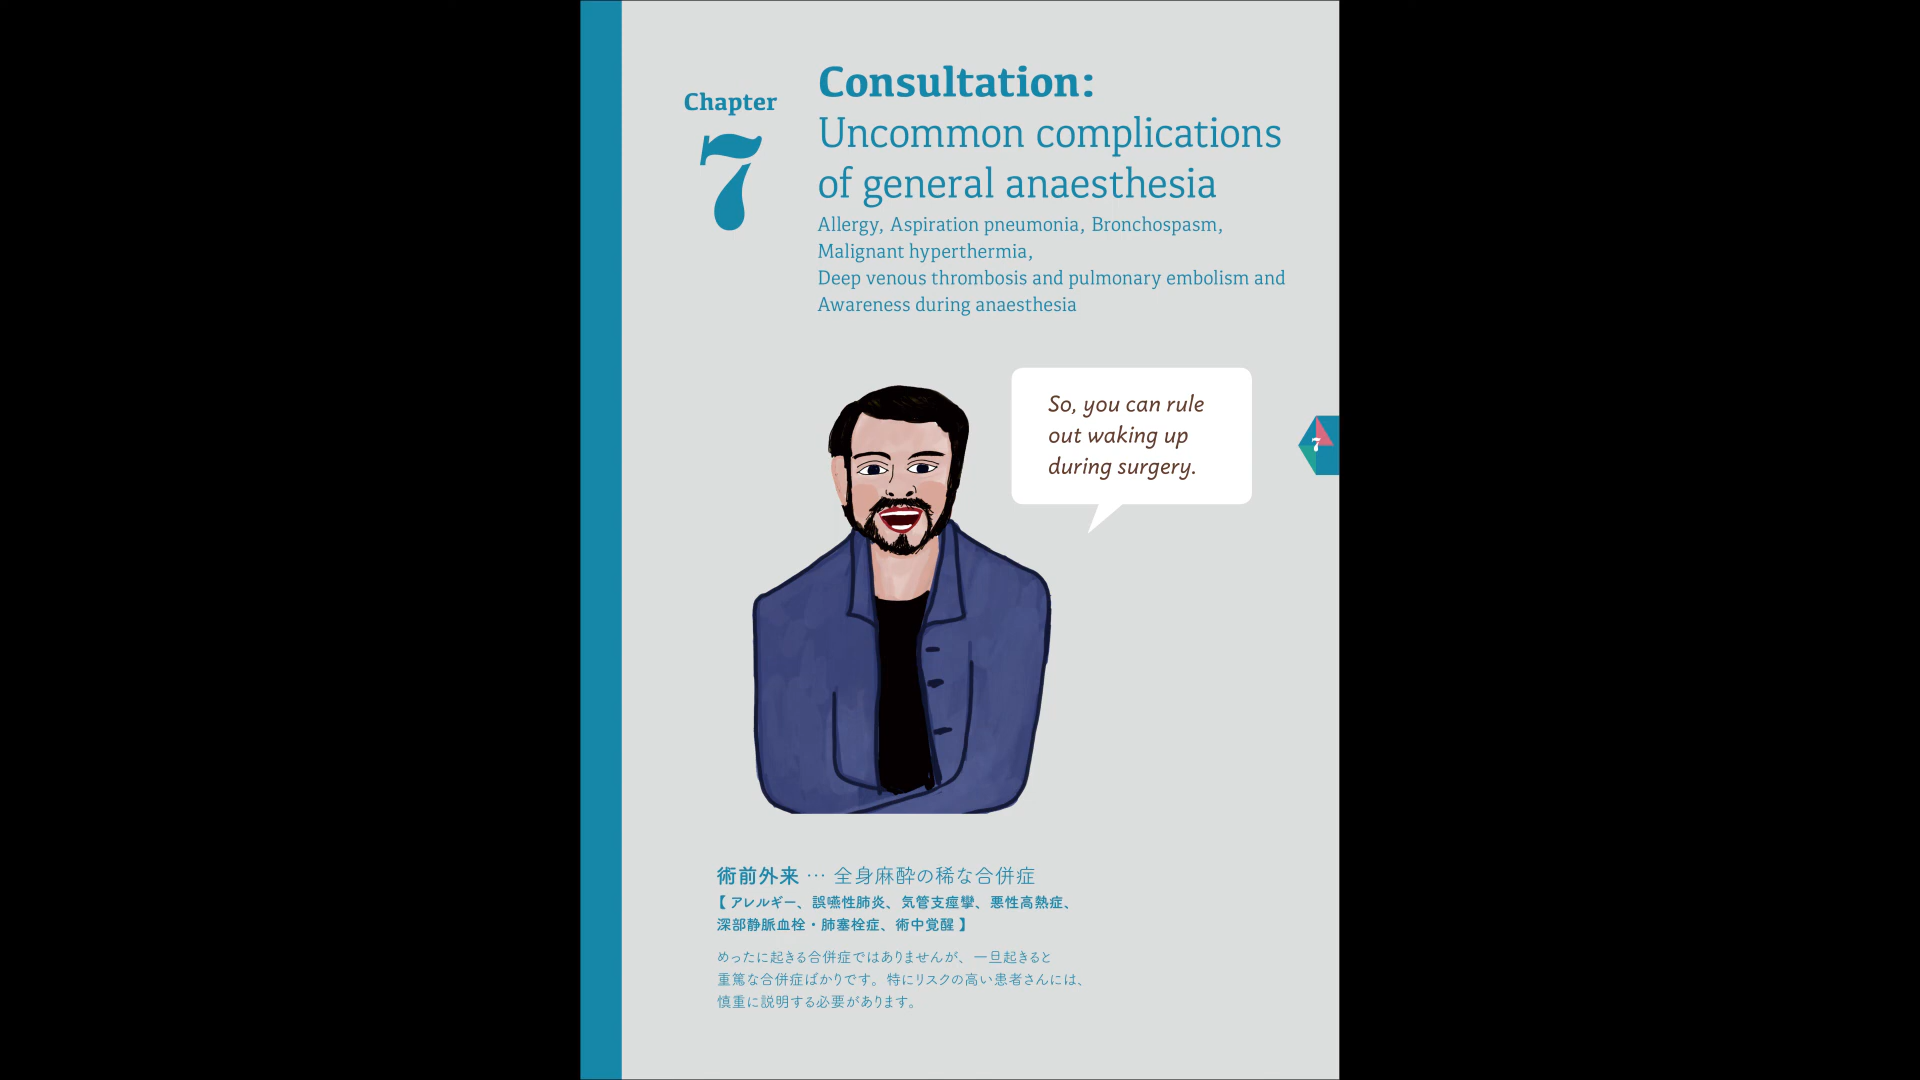 Chapter
7
Consultation:
Uncommon complications
of general anaesthesia
Allergy, Aspiration pneumonia, Bronchospasm,
Malignant hyperthermia,
Deep venous thrombosis and pulmonary embolism and
Awareness during anaesthesia
So, you can rule
out waking up
during surgery.
7
術前外来 … 全身麻酔の稀な合併症
【 アレルギー、誤嚥性肺炎、気管支痙攣、悪性高熱症、
深部静脈血栓・肺塞栓症、術中覚醒 】
めったに起きる合併症ではありませんが、一旦起きると
重篤な合併症ばかりです。特にリスクの高い患者さんには、
慎重に説明する必要があります。